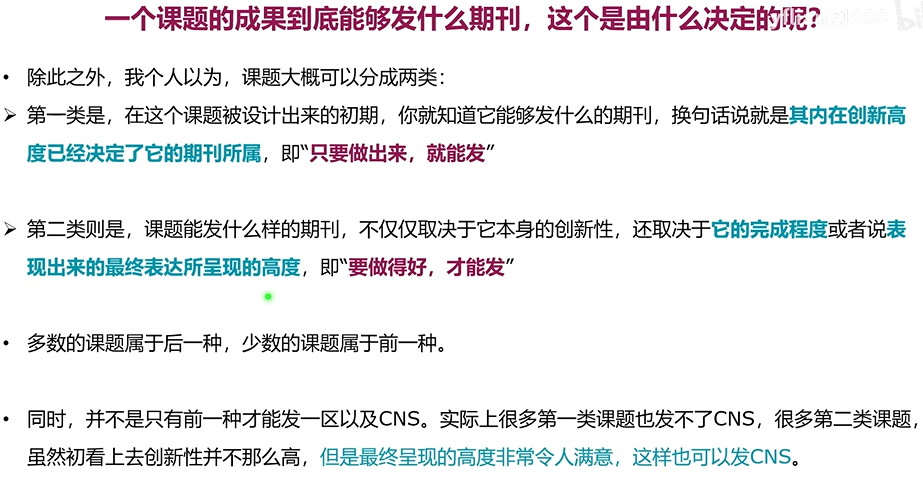 一个课题的成果到底能够发什么期刊，这个是由什么决定的呢？
• 除此之外，我个人以为，课题大概可以分成两类：
➢ 第一类是，在这个课题被设计出来的初期，你就知道它能够发什么的期刊，换句话说就是其内在创新高
度已经决定了它的期刊所属，即“只要做出来，就能发”
➢ 第二类则是，课题能发什么样的期刊，不仅仅取决于它本身的创新性，还取决于它的完成程度或者说表
现出来的最终表达所呈现的高度，即“要做得好，才能发”
• 多数的课题属于后一种，少数的课题属于前一种。
• 同时，并不是只有前一种才能发一区以及CNS。实际上很多第一类课题也发不了CNS，很多第二类课题，
虽然初看上去创新性并不那么高，但是最终呈现的高度非常令人满意，这样也可以发CNS。